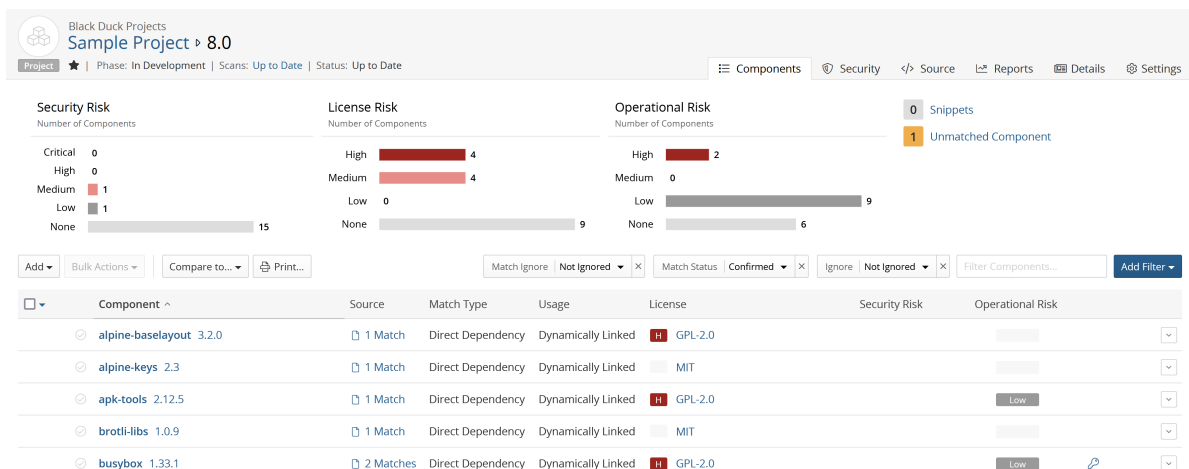 Black Duck Projects
Sample Project 8.0
Project | Phase: In Development | Scans: Up to Date | Status: Up to Date
Components Security </> Source Reports Details Settings
Security Risk
Number of Components
Critical 0
High 0
Medium 1
Low 1
None 15
License Risk
Number of Components
High 4
Medium 4
Low 0
None 9
Operational Risk
Number of Components
High 2
Medium 0
Low 9
None 6
0 Snippets
1 Unmatched Component
Add Bulk Actions Compare to... Print... Match Ignore Not Ignored × Match Status Confirmed × Ignore Not Ignored × Filter Components... Add Filter
Component Source Match Type Usage License Security Risk Operational Risk
alpine-baselayout 3.2.0 1 Match Direct Dependency Dynamically Linked H GPL-2.0
alpine-keys 2.3 1 Match Direct Dependency Dynamically Linked MIT
apk-tools 2.12.5 1 Match Direct Dependency Dynamically Linked H GPL-2.0 Low
brotli-libs 1.0.9 1 Match Direct Dependency Dynamically Linked MIT
busybox 1.33.1 2 Matches Direct Dependency Dynamically Linked H GPL-2.0 Low